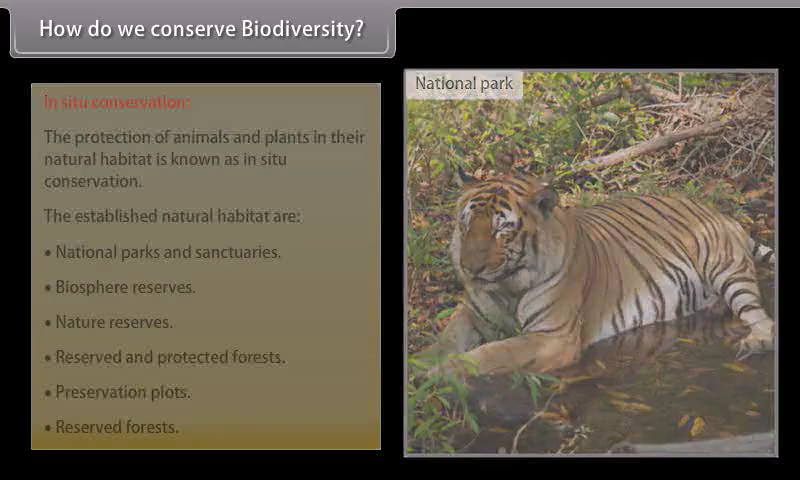 How do we conserve Biodiversity?
In situ conservation:
The protection of animals and plants in their
natural habitat is known as in situ
conservation.
The established natural habitat are:
• National parks and sanctuaries.
• Biosphere reserves.
• Nature reserves.
• Reserved and protected forests.
• Preservation plots.
• Reserved forests.
National park